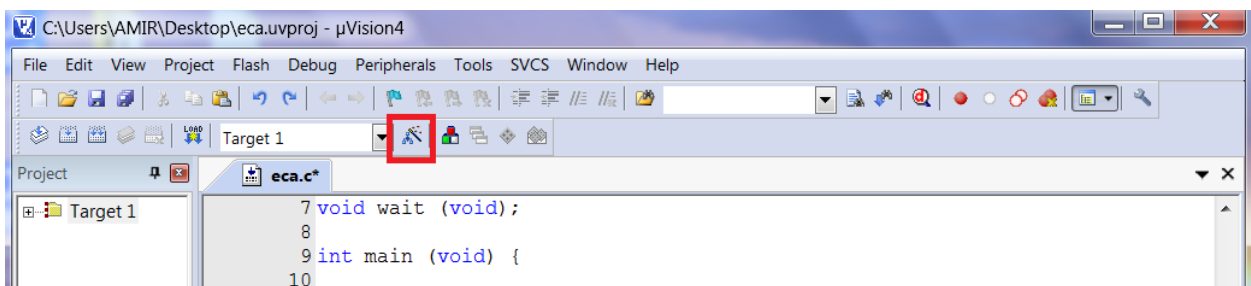 C:\Users\AMIR\Desktop\eca.uvproj - µVision4
File Edit View Project Flash Debug Peripherals Tools SVCS Window Help
LOAD Target 1
Project
eca.c*
Target 1
7 void wait (void);
8
9 int main (void) {
10